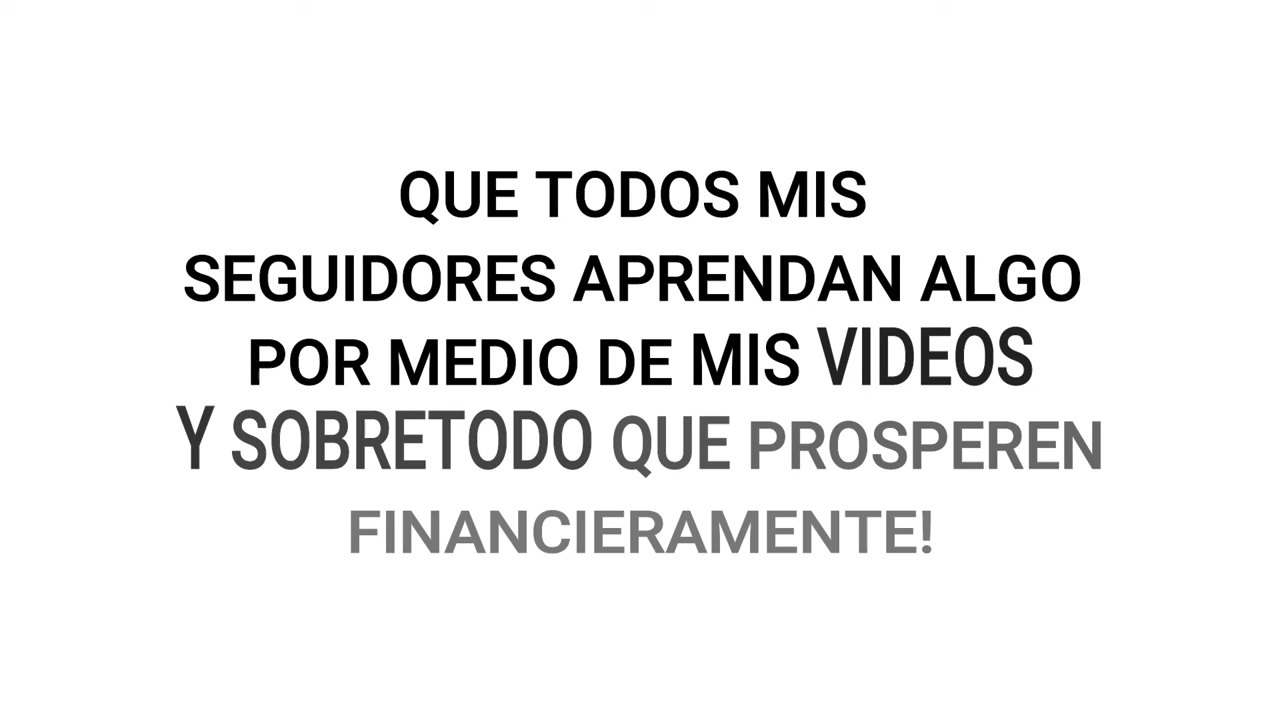 QUE TODOS MIS
SEGUIDORES APRENDAN ALGO
POR MEDIO DE MIS VIDEOS
Y SOBRETODO QUE PROSPEREN
FINANCIERAMENTE!